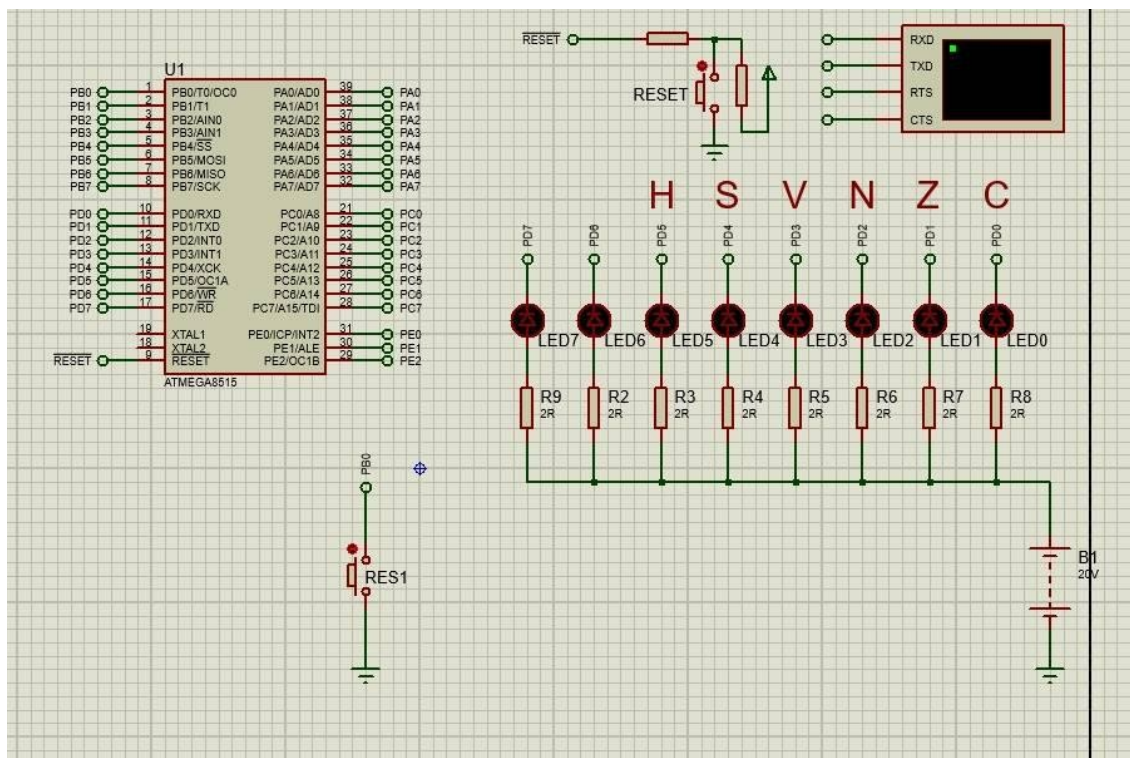 U1
PB0 1 PB0/T0/OC0 PA0/AD0 39 PA0
PB1 2 PB1/T1 PA1/AD1 38 PA1
PB2 3 PB2/AIN0 PA2/AD2 37 PA2
PB3 4 PB3/AIN1 PA3/AD3 36 PA3
PB4 5 PB4/SS PA4/AD4 35 PA4
PB5 6 PB5/MOSI PA5/AD5 34 PA5
PB6 7 PB6/MISO PA6/AD6 33 PA6
PB7 8 PB7/SCK PA7/AD7 32 PA7
PD0 10 PD0/RXD PC0/A8 21 PC0
PD1 11 PD1/TXD PC1/A9 22 PC1
PD2 12 PD2/INT0 PC2/A10 23 PC2
PD3 13 PD3/INT1 PC3/A11 24 PC3
PD4 14 PD4/XCK PC4/A12 25 PC4
PD5 15 PD5/OC1A PC5/A13 26 PC5
PD6 16 PD6/WR PC6/A14 27 PC6
PD7 17 PD7/RD PC7/A15/TDI 28 PC7
19 XTAL1 PE0/ICP/INT2 31 PE0
18 XTAL2 PE1/ALE 30 PE1
RESET 9 RESET PE2/OC1B 29 PE2
ATMEGA8515
RESET
RESET
RXD
TXD
RTS
CTS
H S V N Z C
PD7 PD6 PD5 PD4 PD3 PD2 PD1 PD0
LED7 LED6 LED5 LED4 LED3 LED2 LED1 LED0
R9 R2 R3 R4 R5 R6 R7 R8
2R 2R 2R 2R 2R 2R 2R 2R
PB0
RES1
B1
20V